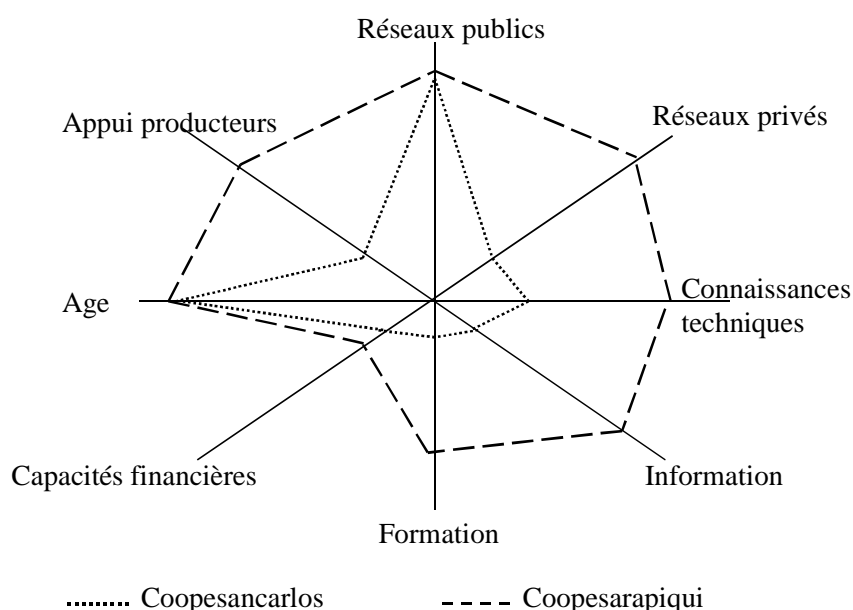 Réseaux publics
Appui producteurs
Réseaux privés
Age
Connaissances
techniques
Capacités financières
Information
Formation
Coopesancarlos
Coopesarapiqui